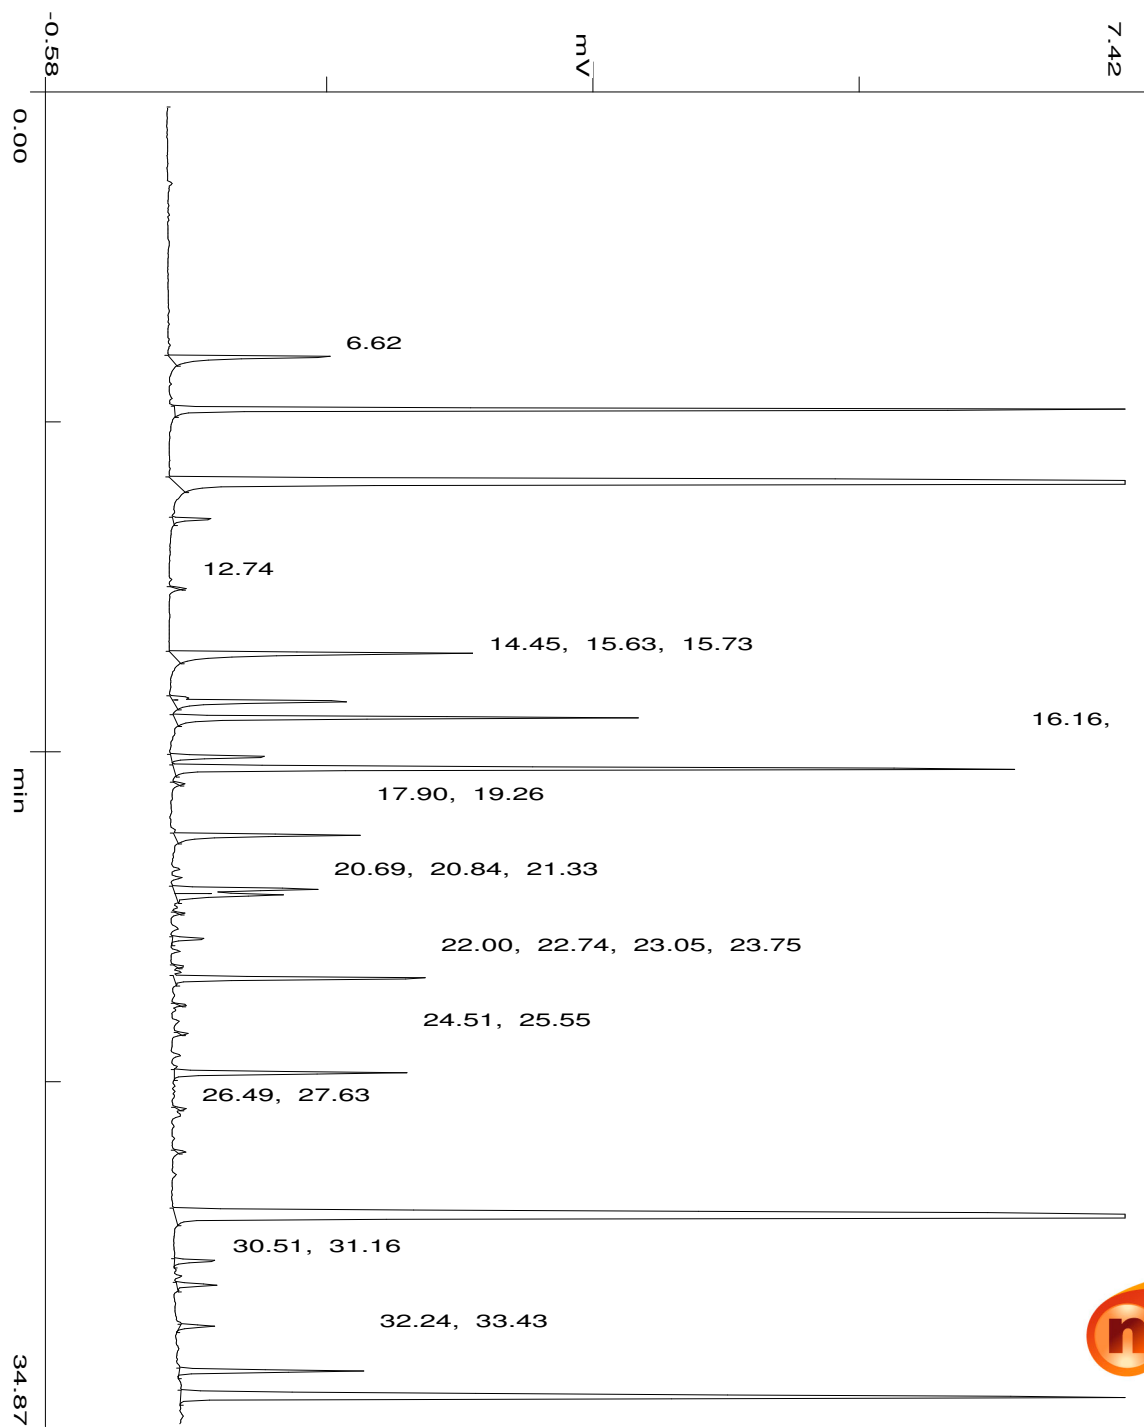 -0.58
mV
7.42
0.00
6.62
12.74
14.45, 15.63, 15.73
16.16,
min
17.90, 19.26
20.69, 20.84, 21.33
22.00, 22.74, 23.05, 23.75
24.51, 25.55
26.49, 27.63
30.51, 31.16
32.24, 33.43
34.87
n